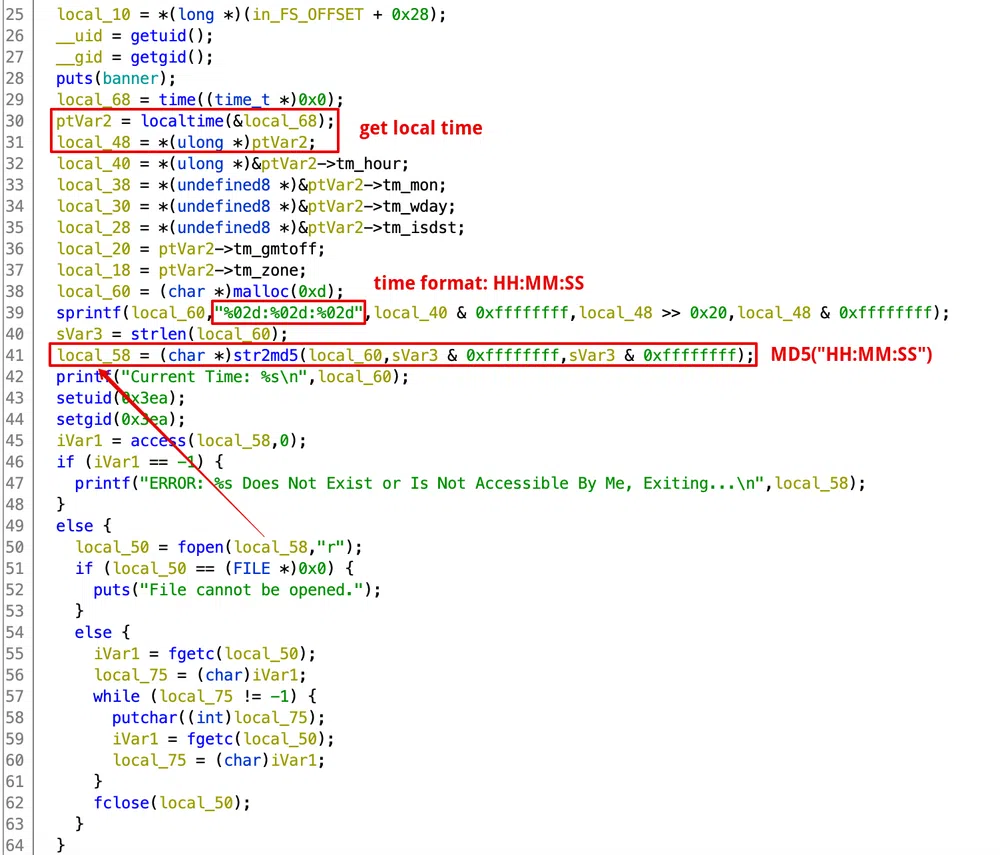 25 local_10 = *(long *)(in_FS_OFFSET + 0x28);
26 __uid = getuid();
27 __gid = getgid();
28 puts(banner);
29 local_68 = time((time_t *)0x0);
30 ptVar2 = localtime(&local_68);
get local time
31 local_48 = *(ulong *)ptVar2;
32 local_40 = *(ulong *)&ptVar2->tm_hour;
33 local_38 = *(undefined8 *)&ptVar2->tm_mon;
34 local_30 = *(undefined8 *)&ptVar2->tm_wday;
35 local_28 = *(undefined8 *)&ptVar2->tm_isdst;
36 local_20 = ptVar2->tm_gmtoff;
37 local_18 = ptVar2->tm_zone;
time format: HH:MM:SS
38 local_60 = (char *)malloc(0xd);
39 sprintf(local_60,"%02d:%02d:%02d",local_40 & 0xffffffff,local_48 >> 0x20,local_48 & 0xffffffff);
40 sVar3 = strlen(local_60);
41 local_58 = (char *)str2md5(local_60,sVar3 & 0xffffffff,sVar3 & 0xffffffff);
MD5("HH:MM:SS")
42 printf("Current Time: %s\n",local_60);
43 setuid(0x3ea);
44 setgid(0x3ea);
45 iVar1 = access(local_58,0);
46 if (iVar1 == -1) {
47 printf("ERROR: %s Does Not Exist or Is Not Accessible By Me, Exiting...\n",local_58);
48 }
49 else {
50 local_50 = fopen(local_58,"r");
51 if (local_50 == (FILE *)0x0) {
52 puts("File cannot be opened.");
53 }
54 else {
55 iVar1 = fgetc(local_50);
56 local_75 = (char)iVar1;
57 while (local_75 != -1) {
58 putchar((int)local_75);
59 iVar1 = fgetc(local_50);
60 local_75 = (char)iVar1;
61 }
62 fclose(local_50);
63 }
64 }